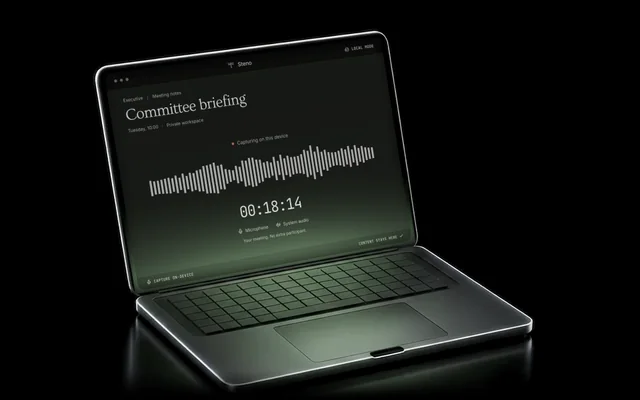 Steno
LOCAL MODE
Executive / Meeting notes
Committee briefing
Tuesday, 10:00 · Private workspace
Capturing on this device
00:18:14
Microphone System audio
Your meeting. No extra participant.
CAPTURE ON-DEVICE
CONTENT STAYS HERE